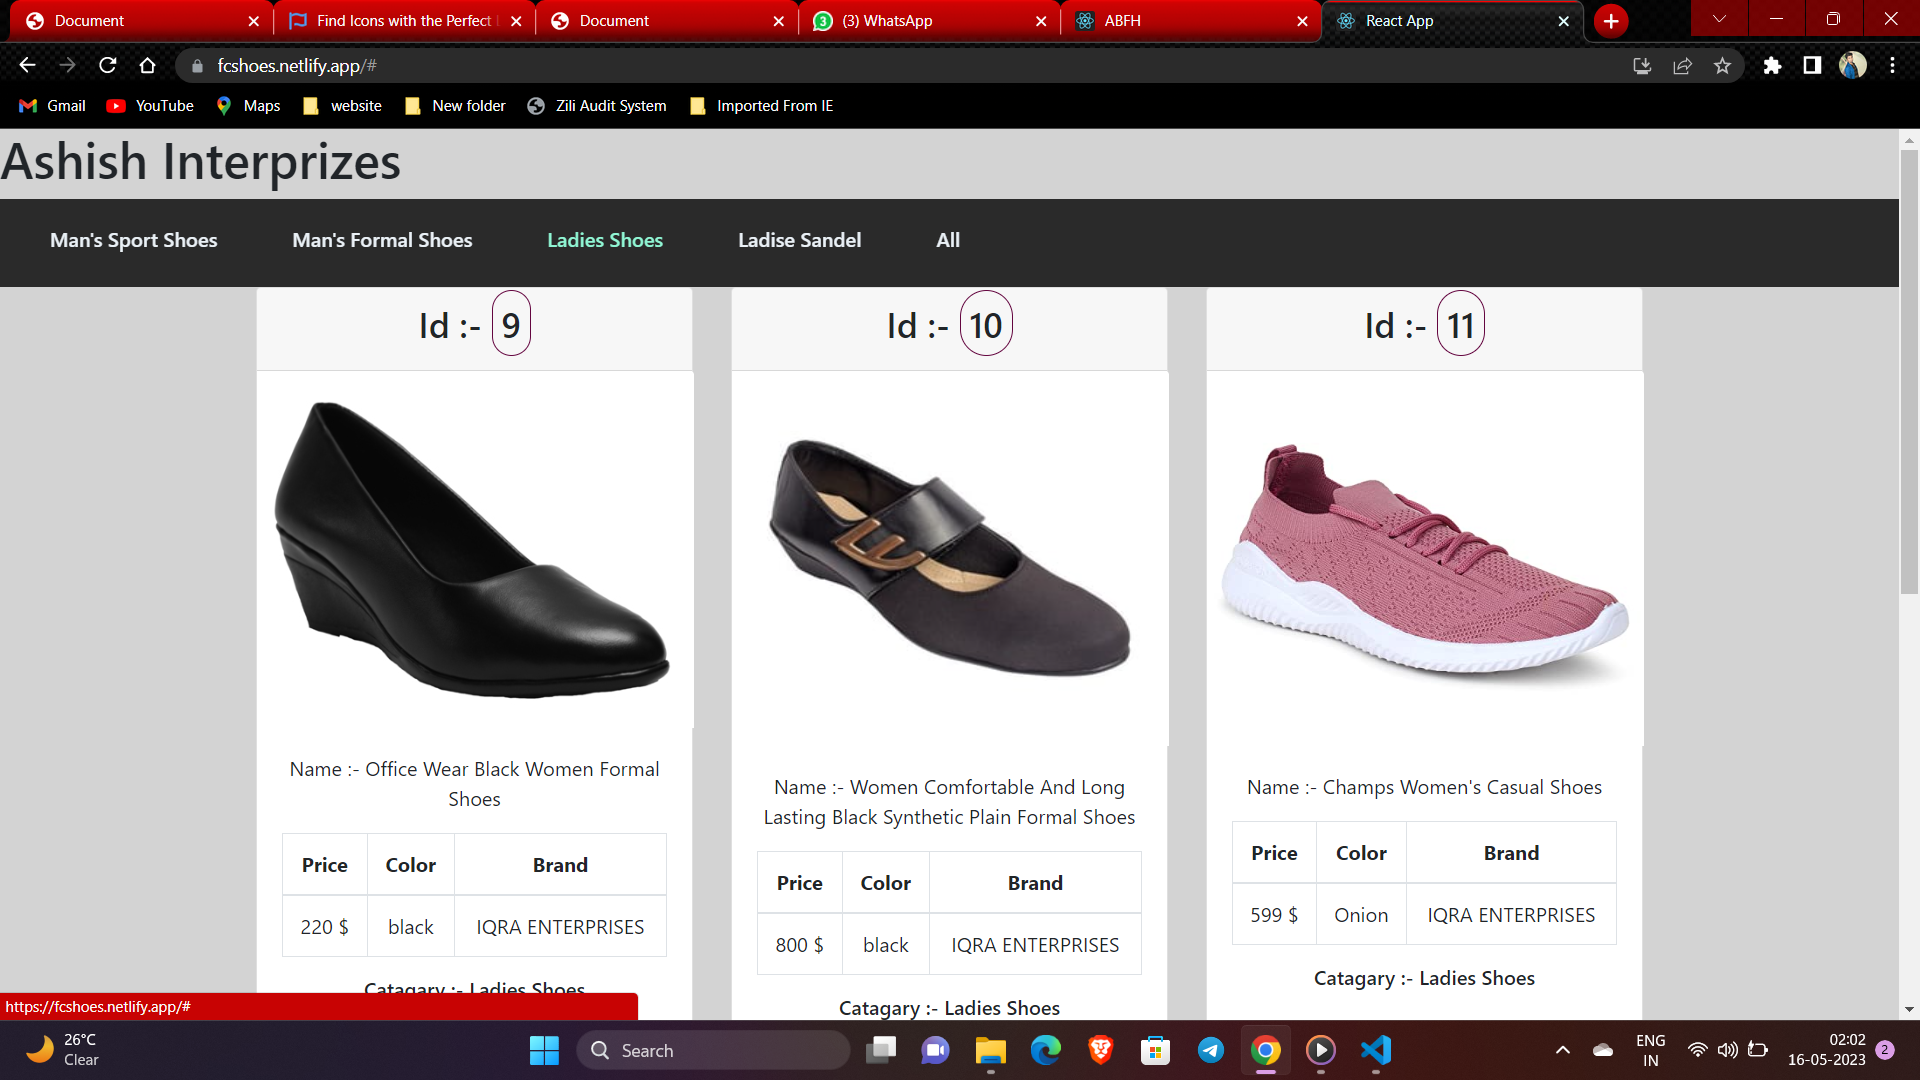 Document
Find Icons with the Perfect
Document
(3) WhatsApp
ABFH
React App
fcshoes.netlify.app/#
Gmail
YouTube
Maps
website
New folder
Zili Audit System
Imported From IE
Ashish Interprizes
Man's Sport Shoes
Man's Formal Shoes
Ladies Shoes
Ladise Sandel
All
Id :- 9
Id :- 10
Id :- 11
Name :- Office Wear Black Women Formal
Shoes
Price Color Brand
220 $ black IQRA ENTERPRISES
Catagary :- Ladies Shoes
Name :- Women Comfortable And Long
Lasting Black Synthetic Plain Formal Shoes
Price Color Brand
800 $ black IQRA ENTERPRISES
Catagary :- Ladies Shoes
Name :- Champs Women's Casual Shoes
Price Color Brand
599 $ Onion IQRA ENTERPRISES
Catagary :- Ladies Shoes
https://fcshoes.netlify.app/#
26°C
Clear
Search
ENG
IN
02:02
16-05-2023
2